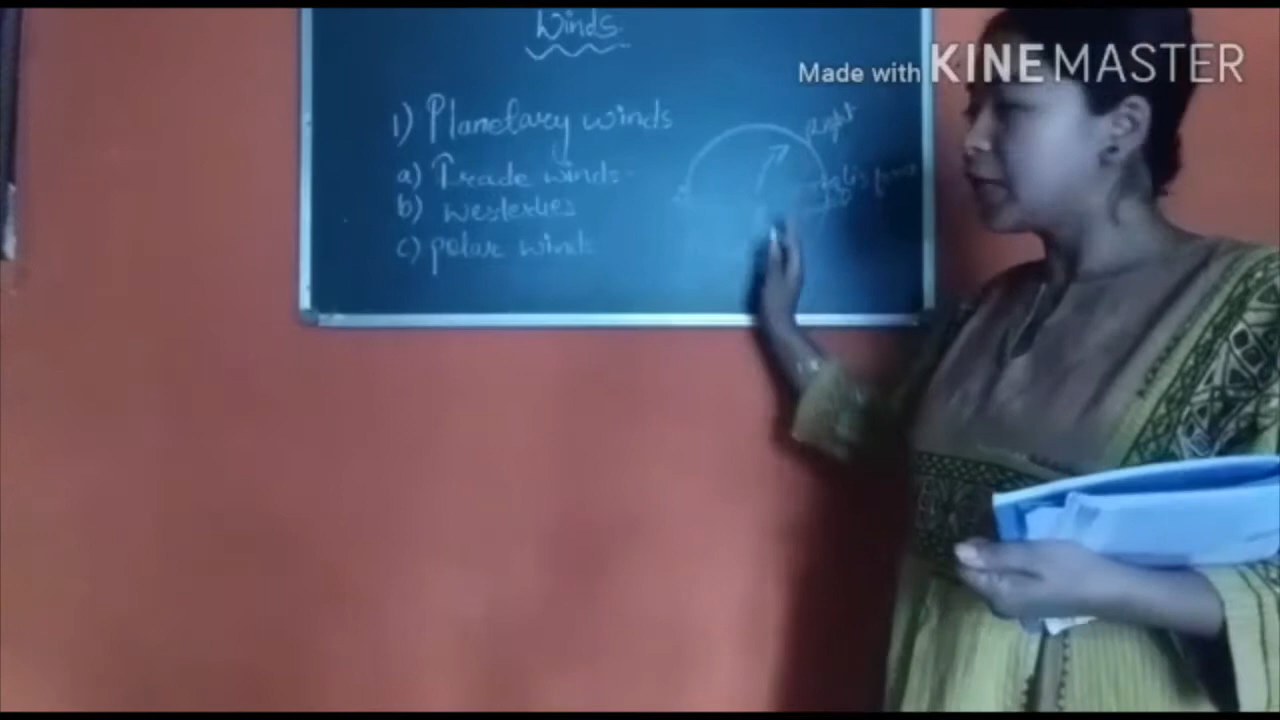 Winds.
Made with KINEMASTER
1) Planetary winds
Right
a) Trade winds
b) Westerlies
c) polar winds